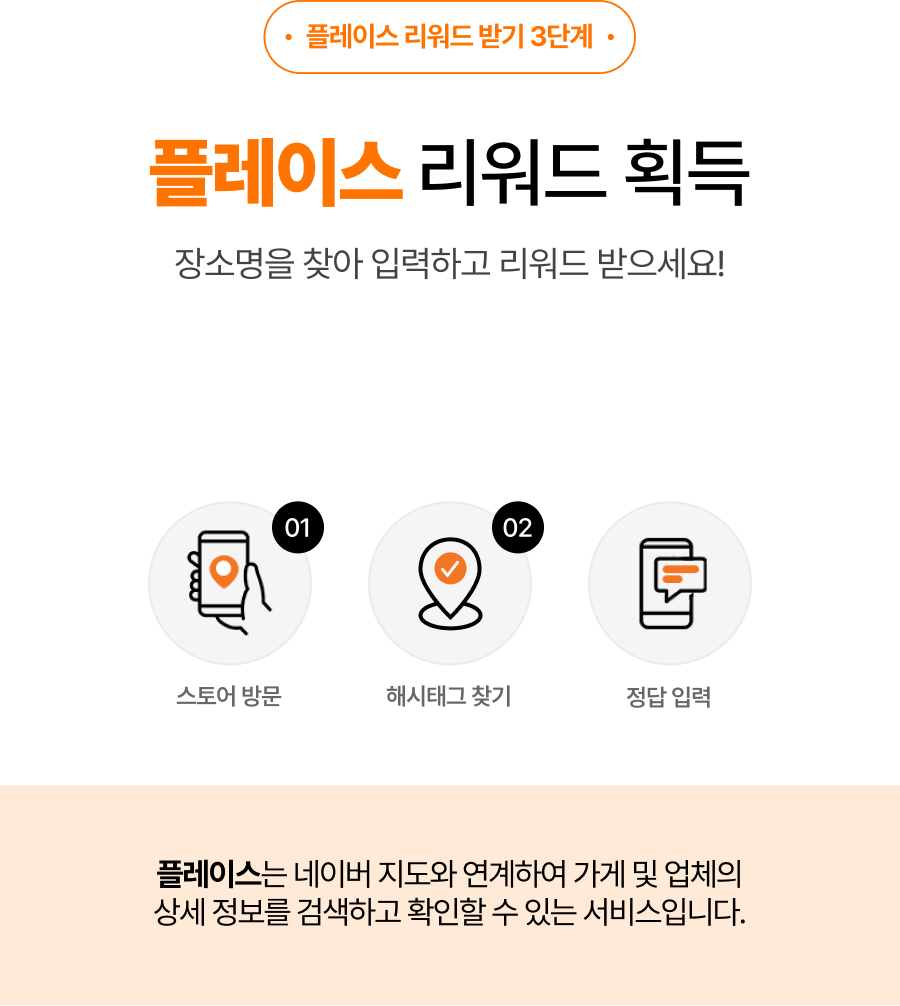 • 플레이스 리워드 받기 3단계 •
플레이스 리워드 획득
장소명을 찾아 입력하고 리워드 받으세요!
01
02
스토어 방문
해시태그 찾기
정답 입력
플레이스는 네이버 지도와 연계하여 가게 및 업체의
상세 정보를 검색하고 확인할 수 있는 서비스입니다.